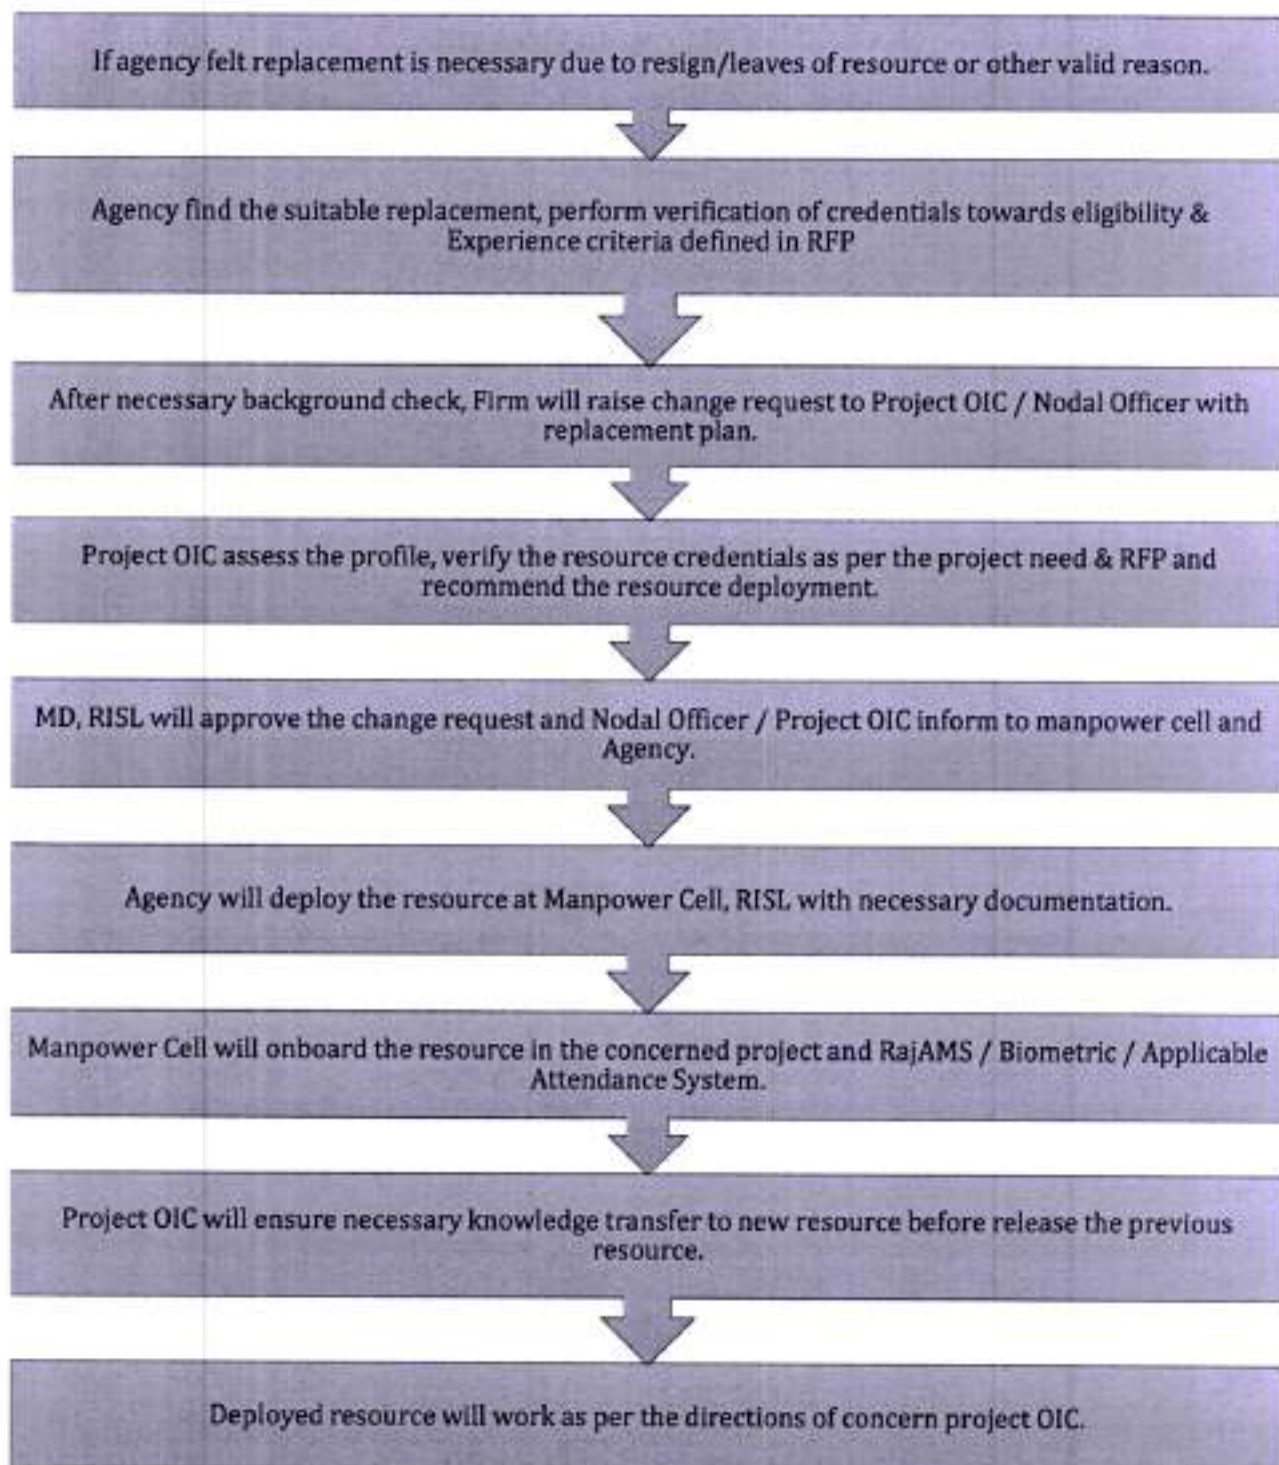 If agency felt replacement is necessary due to resign/leaves of resource or other valid reason.
Agency find the suitable replacement, perform verification of credentials towards eligibility &
Experience criteria defined in RFP
After necessary background check, Firm will raise change request to Project OIC / Nodal Officer with
replacement plan.
Project OIC assess the profile, verify the resource credentials as per the project need & RFP and
recommend the resource deployment.
MD, RISL will approve the change request and Nodal Officer / Project OIC inform to manpower cell and
Agency.
Agency will deploy the resource at Manpower Cell, RISL with necessary documentation.
Manpower Cell will onboard the resource in the concerned project and RajAMS / Biometric / Applicable
Attendance System.
Project OIC will ensure necessary knowledge transfer to new resource before release the previous
resource.
Deployed resource will work as per the directions of concern project OIC.